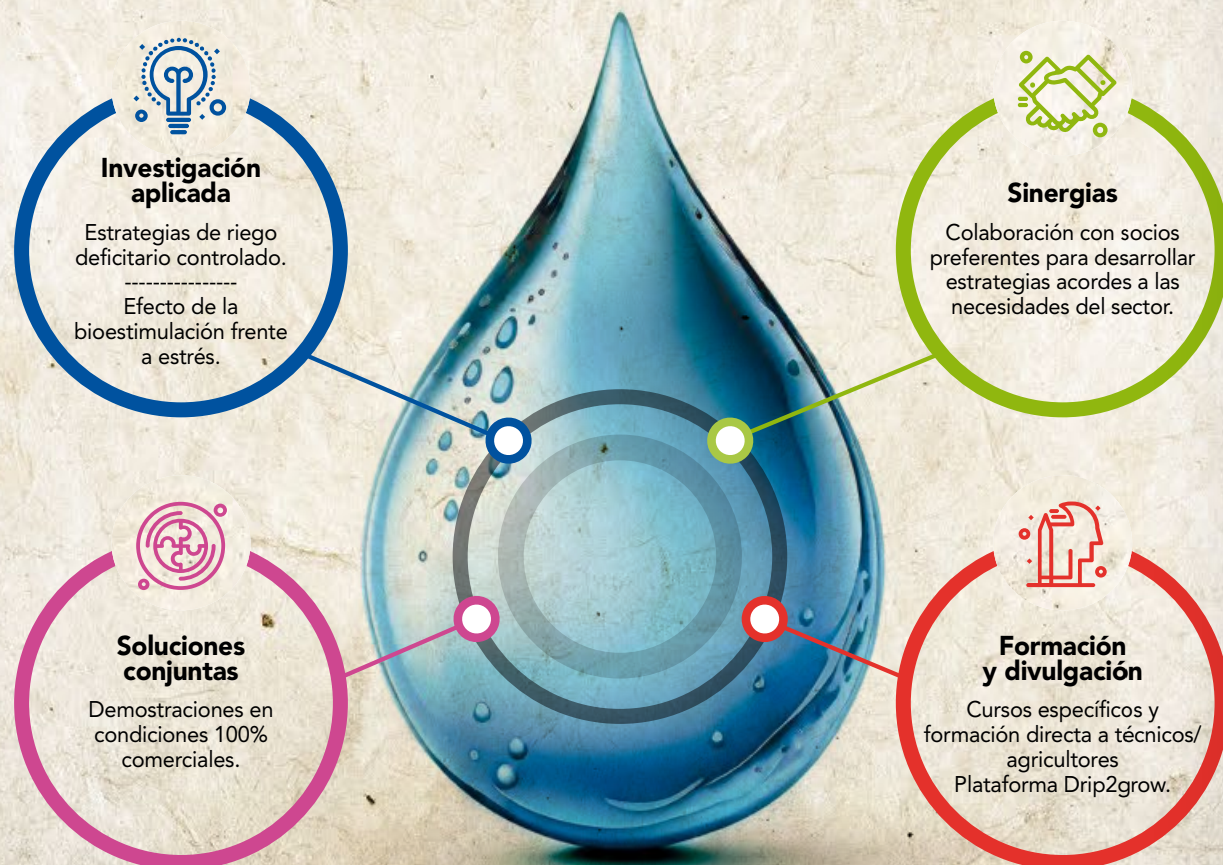 Investigación
aplicada
Estrategias de riego
deficitario controlado.
----------------
Efecto de la
bioestimulación frente
a estrés.
Sinergias
Colaboración con socios
preferentes para desarrollar
estrategias acordes a las
necesidades del sector.
Soluciones
conjuntas
Demostraciones en
condiciones 100%
comerciales.
Formación
y divulgación
Cursos específicos y
formación directa a técnicos/
agricultores
Plataforma Drip2grow.